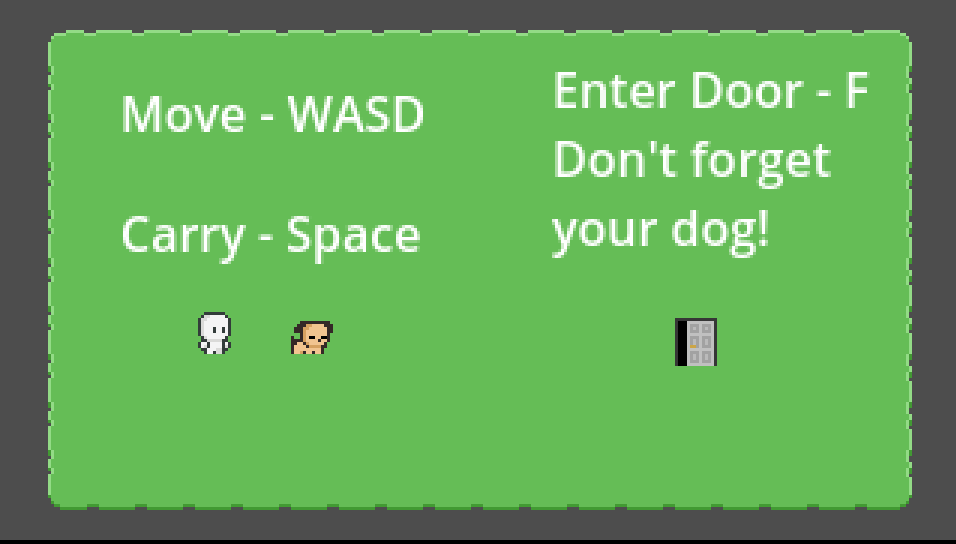 Move - WASD
Carry - Space
Enter Door - F
Don't forget
your dog!